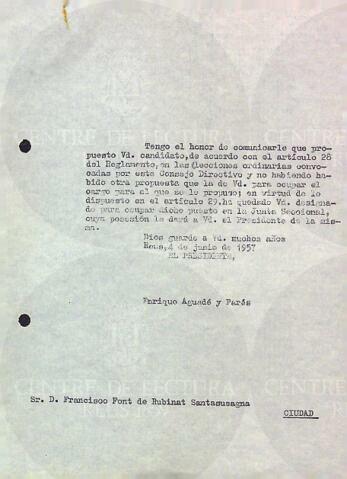 Tengo el honor de comunicarle que pro-
puesto Vd. candidato, de acuerdo con el artículo 28
del Reglamento, en las elecciones ordinarias convo-
cadas por este Consejo Directivo y no habiendo ha-
bido otra propuesta que la de Vd. para ocupar el
cargo para el que se le propuso; en virtud de lo
dispuesto en el artículo 29, ha quedado Vd. designa-
do para ocupar dicho puesto en la Junta Seccional,
cuya posesión le dará a Vd. el Presidente de la mis-
ma.
Dios guarde a Vd. muchos años
Reus, 4 de junio de 1957
EL PRESIDENTE,
Enrique Aguadé y Parés
CENTRE DE LECTURA
Sr. D. Francisco Font de Rubinat Santasusagna
CIUDAD